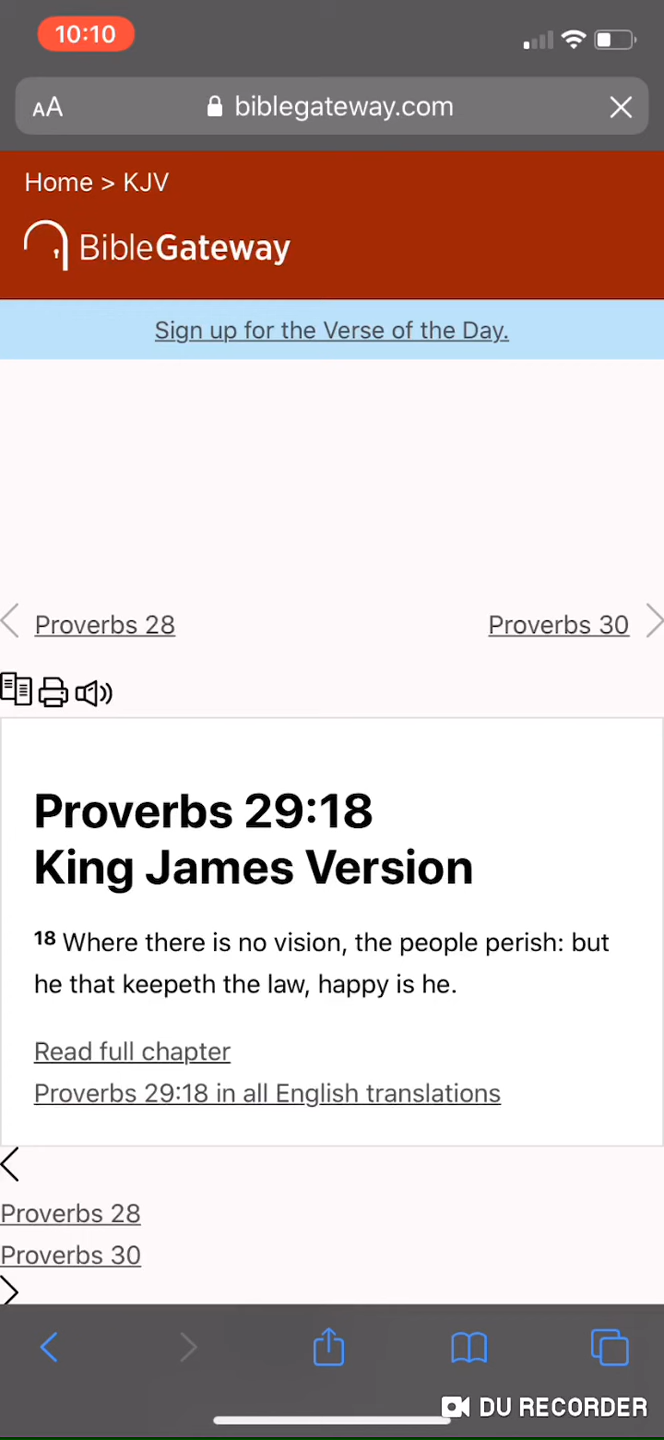 10:10
AA
biblegateway.com
Home > KJV
BibleGateway
Sign up for the Verse of the Day.
Proverbs 28
Proverbs 30
Proverbs 29:18
King James Version
18 Where there is no vision, the people perish: but
he that keepeth the law, happy is he.
Read full chapter
Proverbs 29:18 in all English translations
Proverbs 28
Proverbs 30
DU RECORDER